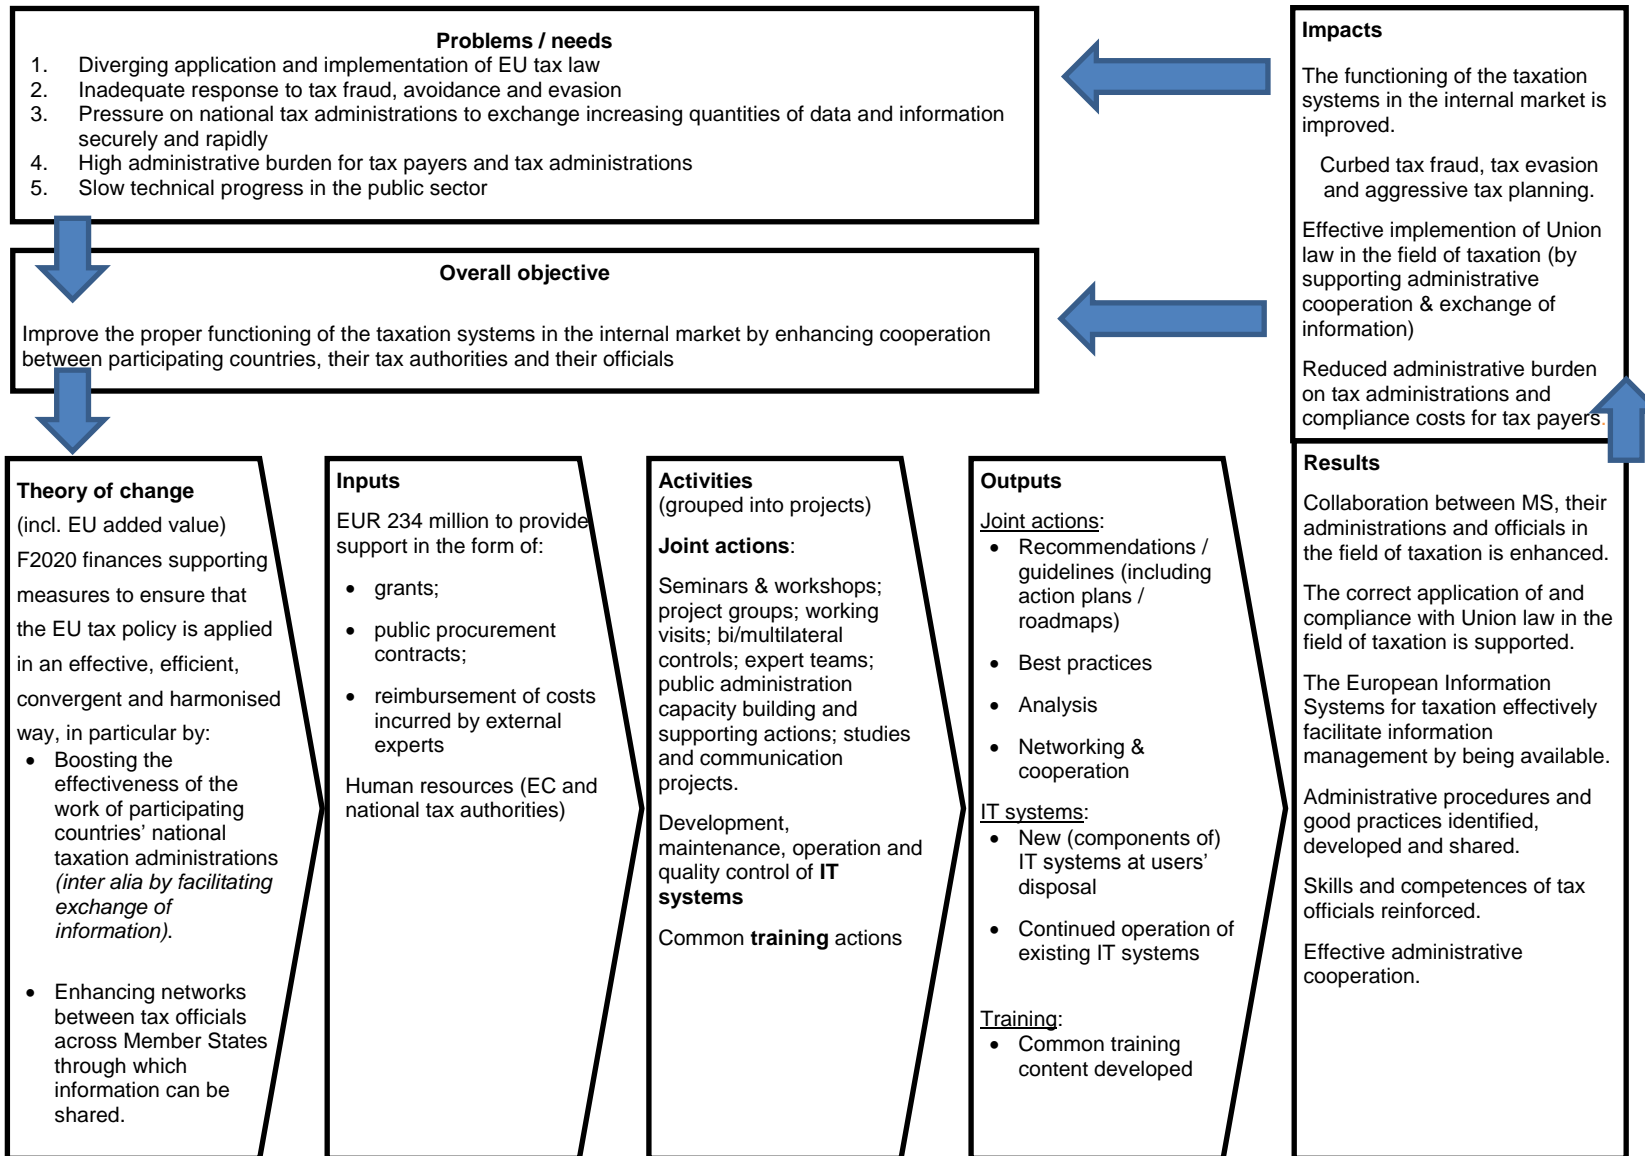 Problems / needs
1. Diverging application and implementation of EU tax law
2. Inadequate response to tax fraud, avoidance and evasion
3. Pressure on national tax administrations to exchange increasing quantities of data and information
securely and rapidly
4. High administrative burden for tax payers and tax administrations
5. Slow technical progress in the public sector
Overall objective
Improve the proper functioning of the taxation systems in the internal market by enhancing cooperation
between participating countries, their tax authorities and their officials
Theory of change
(incl. EU added value)
F2020 finances supporting
measures to ensure that
the EU tax policy is applied
in an effective, efficient,
convergent and harmonised
way, in particular by:
• Boosting the
effectiveness of the
work of participating
countries' national
taxation administrations
(inter alia by facilitating
exchange of
information).
• Enhancing networks
between tax officials
across Member States
through which
information can be
shared.
Inputs
EUR 234 million to provide
support in the form of:
• grants;
• public procurement
contracts;
• reimbursement of costs
incurred by external
experts
Human resources (EC and
national tax authorities)
Activities
(grouped into projects)
Joint actions:
Seminars & workshops;
project groups; working
visits; bi/multilateral
controls; expert teams;
public administration
capacity building and
supporting actions; studies
and communication
projects.
Development,
maintenance, operation and
quality control of IT
systems
Common training actions
Outputs
Joint actions:
• Recommendations /
guidelines (including
action plans /
roadmaps)
• Best practices
• Analysis
• Networking &
cooperation
IT systems:
• New (components of)
IT systems at users'
disposal
• Continued operation of
existing IT systems
Training:
• Common training
content developed
Results
Collaboration between MS, their
administrations and officials in
the field of taxation is enhanced.
The correct application of and
compliance with Union law in the
field of taxation is supported.
The European Information
Systems for taxation effectively
facilitate information
management by being available.
Administrative procedures and
good practices identified,
developed and shared.
Skills and competences of tax
officials reinforced.
Effective administrative
cooperation.
Impacts
The functioning of the taxation
systems in the internal market is
improved.
Curbed tax fraud, tax evasion
and aggressive tax planning.
Effective implemention of Union
law in the field of taxation (by
supporting administrative
cooperation & exchange of
information)
Reduced administrative burden
on tax administrations and
compliance costs for tax payers.